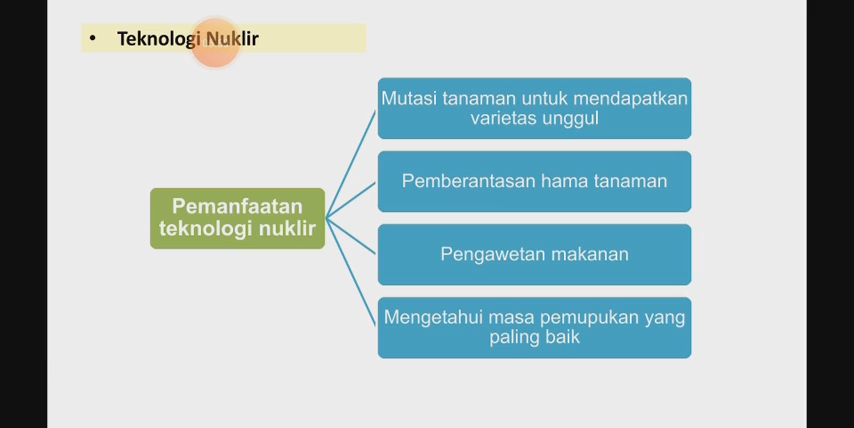 • Teknologi Nuklir
Mutasi tanaman untuk mendapatkan
varietas unggul
Pemberantasan hama tanaman
Pemanfaatan
teknologi nuklir
Pengawetan makanan
Mengetahui masa pemupukan yang
paling baik